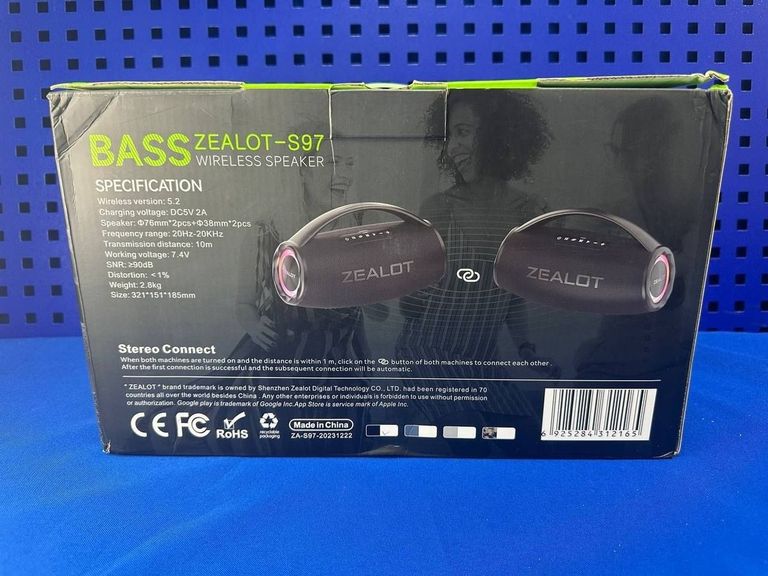 BASS ZEALOT-S97
WIRELESS SPEAKER
SPECIFICATION
Wireless version: 5.2
Charging voltage: DC5V 2A
Speaker: Φ76mm*2pcs+Φ38mm*2pcs
Frequency range: 20Hz-20KHz
Transmission distance: 10m
Working voltage: 7.4V
SNR: ≥90dB
Distortion: <1%
Weight: 2.8kg
Size: 321*151*185mm
ZEALOT
ZEALOT
Stereo Connect
When both machines are turned on and the distance is within 1 m, click on the button of both machines to connect each other.
After the first connection is successful and the subsequent connection will be automatic.
" ZEALOT " brand trademark is owned by Shenzhen Zealot Digital Technology CO., LTD. had been registered in 70
countries all over the world besides China . Any other enterprises or individuals is forbidden to use without permission
or authorization. Google play is trademark of Google Inc.App Store is service mark of Apple Inc.
CE FC RoHS
recyclable
packaging
Made in China
ZA-S97-20231222
6 925284 312165